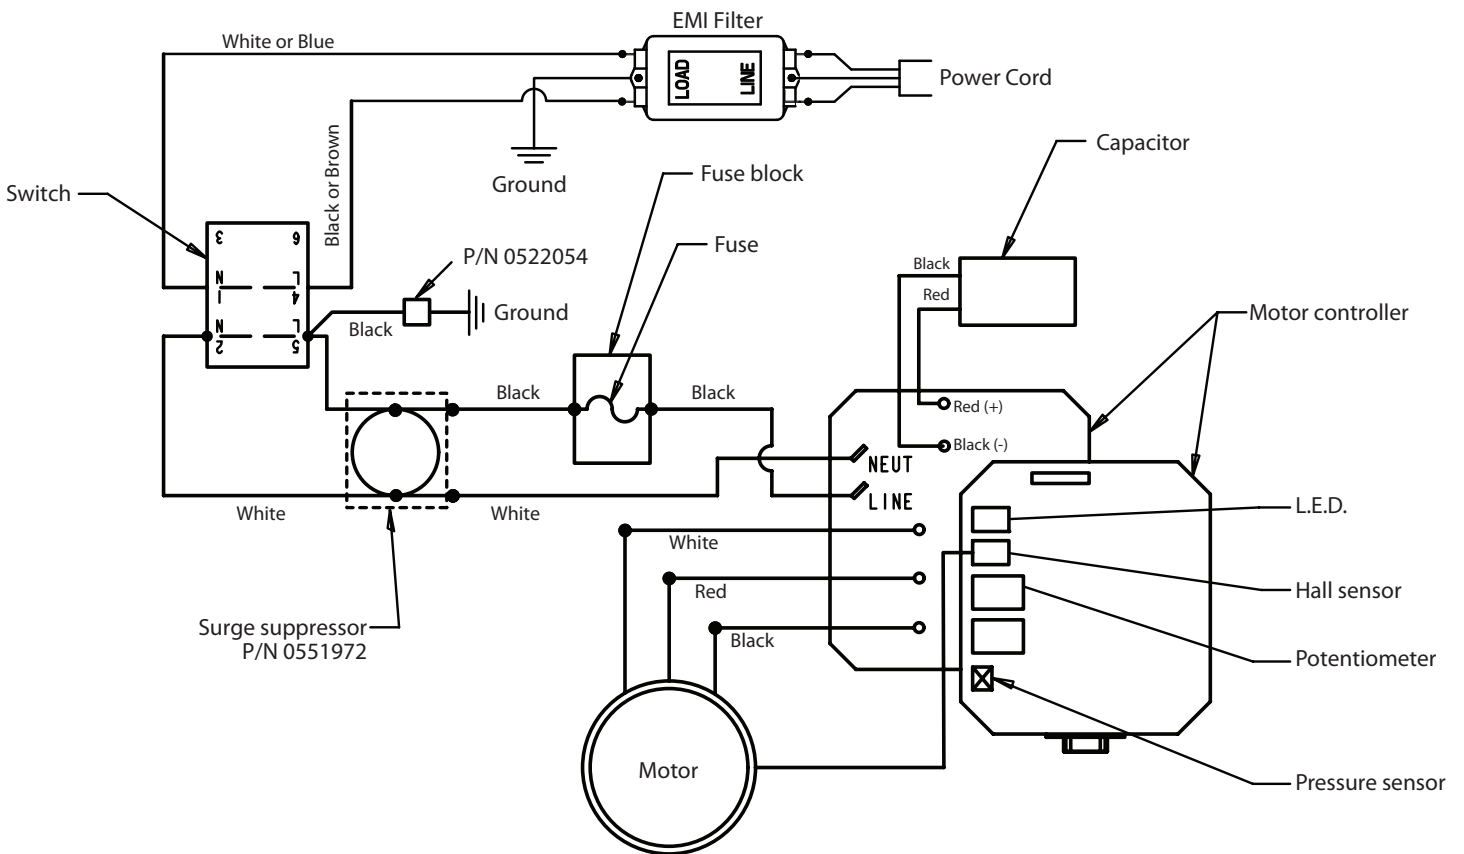 EMI Filter
White or Blue
LOAD
LINE
Power Cord
Black or Brown
Capacitor
Ground
Fuse block
Switch
3 6
Fuse
P/N 0522054
Black
N L
1 4
Red
Ground
Motor controller
Black
N L
2 5
Black
Black
Red (+)
Black (-)
NEUT
LINE
White
White
L.E.D.
White
Red
Hall sensor
Surge suppressor
P/N 0551972
Black
Potentiometer
Motor
Pressure sensor